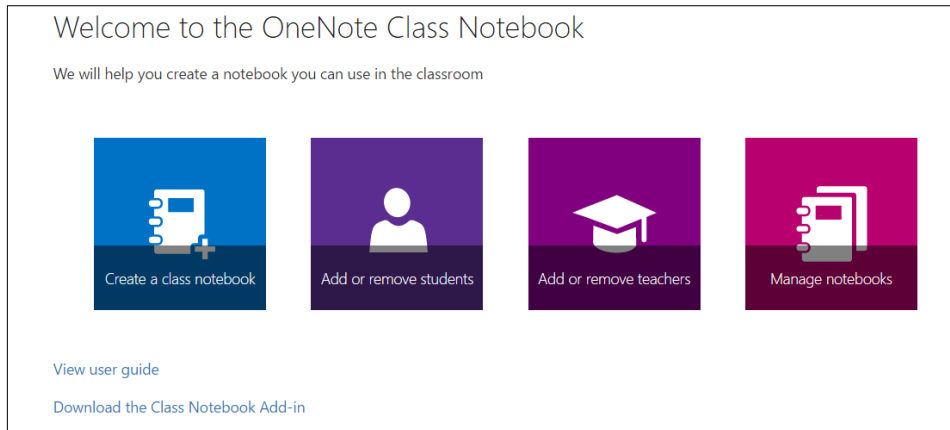 Welcome to the OneNote Class Notebook
We will help you create a notebook you can use in the classroom
Create a class notebook
Add or remove students
Add or remove teachers
Manage notebooks
View user guide
Download the Class Notebook Add-in